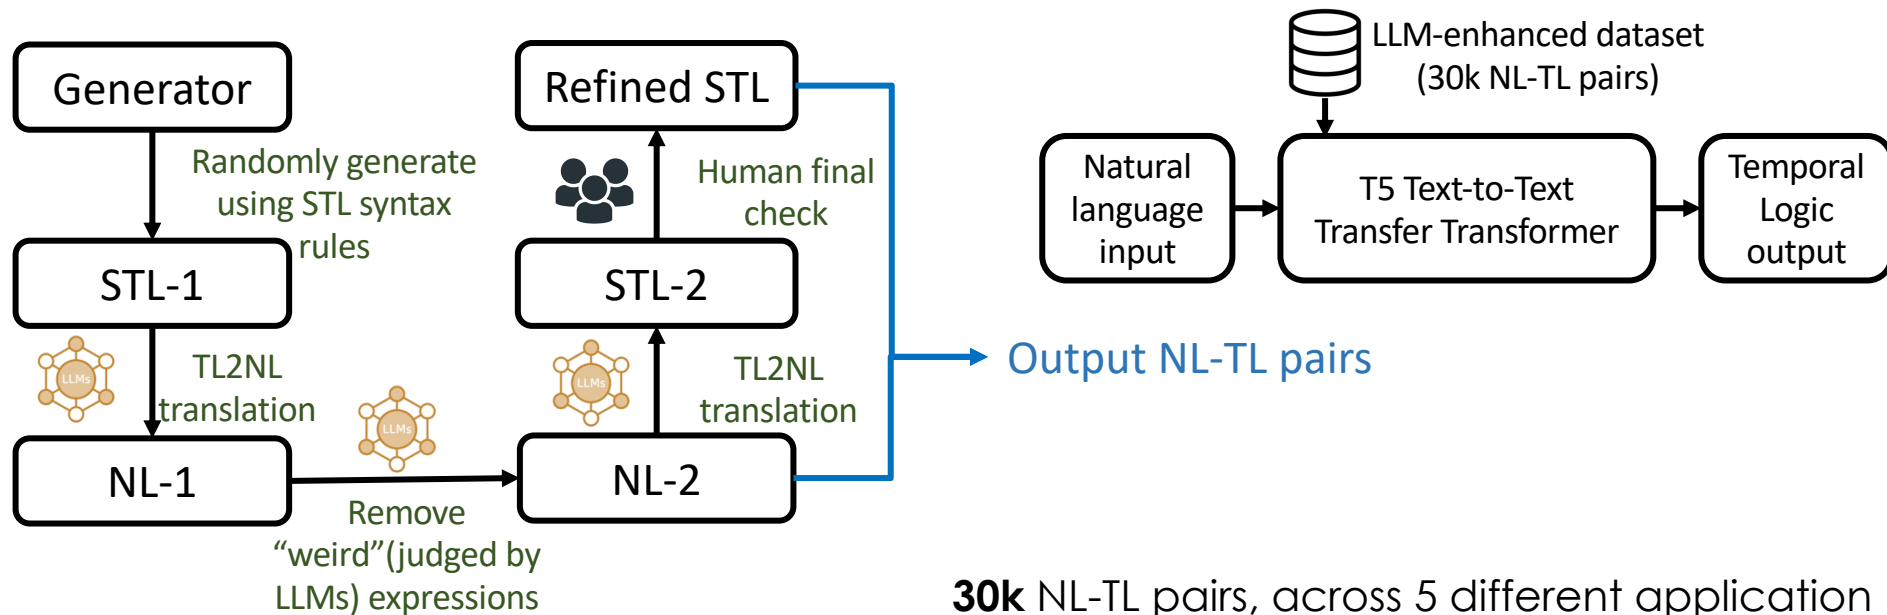 Generator
Randomly generate
using STL syntax
rules
STL-1
LLMs
TL2NL
translation
NL-1
LLMs
Remove
“weird”(judged by
LLMs) expressions
Refined STL
Human final
check
STL-2
LLMs
TL2NL
translation
NL-2
Output NL-TL pairs
LLM-enhanced dataset
(30k NL-TL pairs)
Natural
language
input
T5 Text-to-Text
Transfer Transformer
Temporal
Logic
output
30k NL-TL pairs, across 5 different application